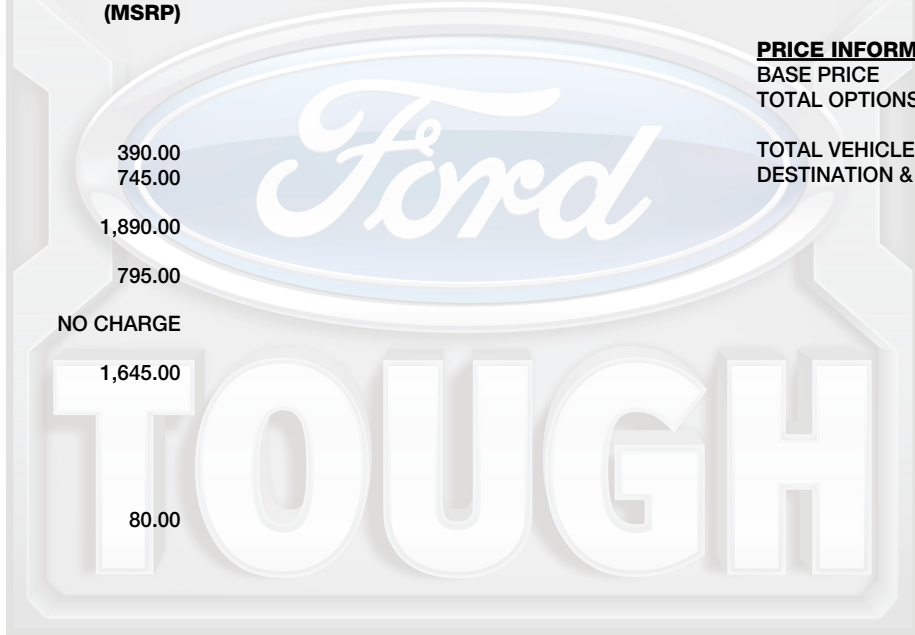 (MSRP)
PRICE INFORM
BASE PRICE
TOTAL OPTIONS
390.00
TOTAL VEHICLE
745.00
DESTINATION &
1,890.00
795.00
NO CHARGE
1,645.00
80.00
Ford
TOUGH